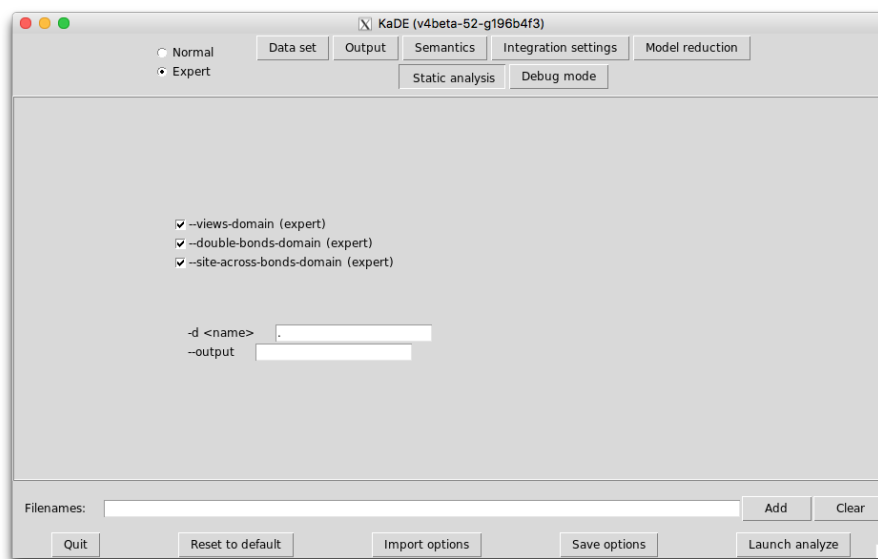 KaDE (v4beta-52-g196b4f3)
Normal
Data set Output Semantics Integration settings Model reduction
Expert
Static analysis Debug mode
--views-domain (expert)
--double-bonds-domain (expert)
--site-across-bonds-domain (expert)
-d <name> .
--output
Filenames: Add Clear
Quit Reset to default Import options Save options Launch analyze